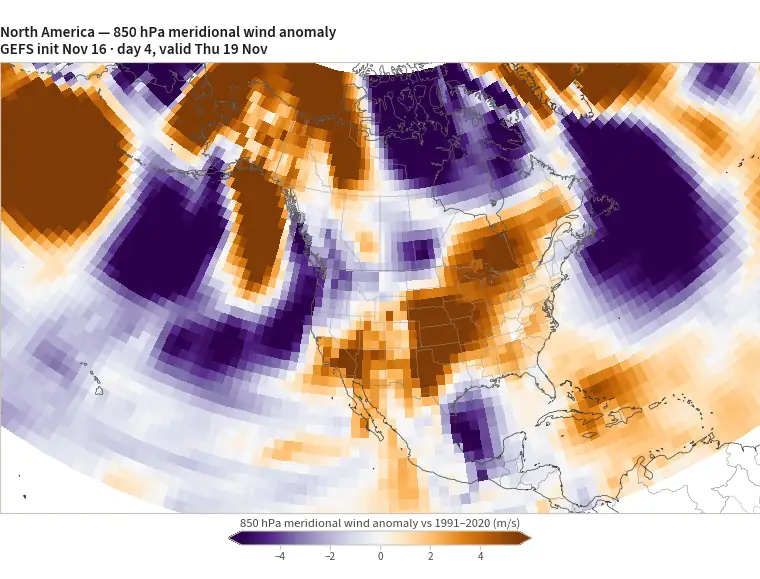 North America — 850 hPa meridional wind anomaly
GEFS init Nov 16 · day 4, valid Thu 19 Nov
850 hPa meridional wind anomaly vs 1991–2020 (m/s)
−4 −2 0 2 4